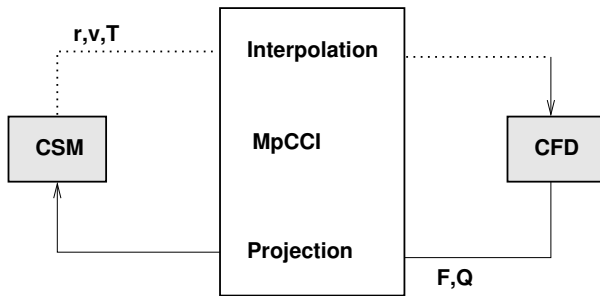 r,v,T
Interpolation
CSM
MpCCI
CFD
Projection
F,Q